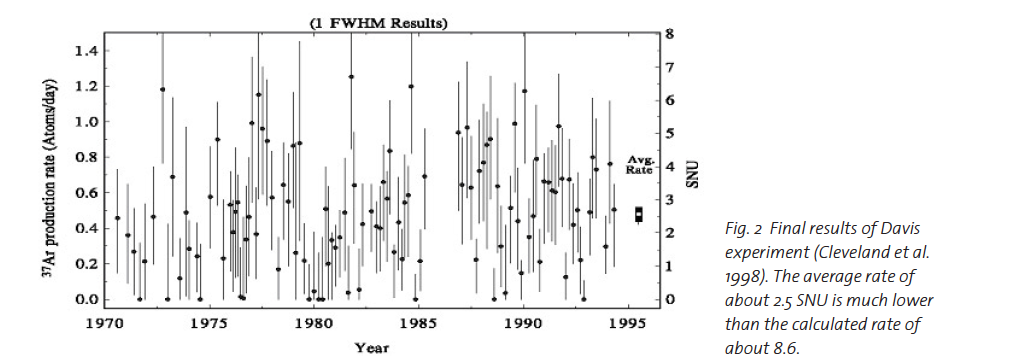 (1 FWHM Results)
37Ar production rate (Atoms/day)
1.4
1.2
1.0
0.8
0.6
0.4
0.2
0.0
8
7
6
5
4
3
2
1
0
SNU
Avg.
Rate
1970 1975 1980 1985 1990 1995
Year
Fig. 2 Final results of Davis
experiment (Cleveland et al.
1998). The average rate of
about 2.5 SNU is much lower
than the calculated rate of
about 8.6.